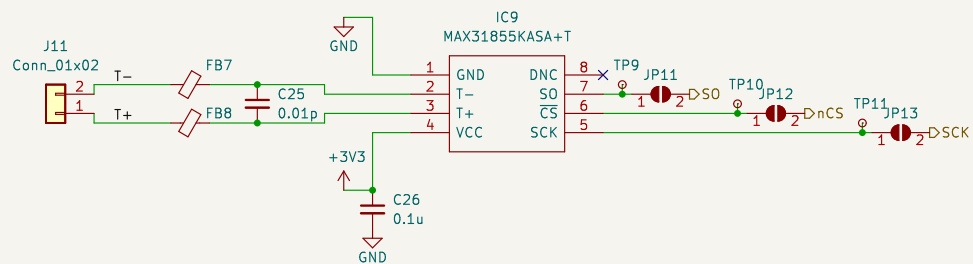 J11
Conn_01x02
2
1
T-
T+
FB7
FB8
C25
0.01p
GND
+3V3
C26
0.1u
GND
IC9
MAX31855KASA+T
1 GND
2 T-
3 T+
4 VCC
DNC 8
SO 7
CS 6
SCK 5
TP9
JP11
1 2
SO
TP10
JP12
1 2
nCS
TP11
JP13
1 2
SCK